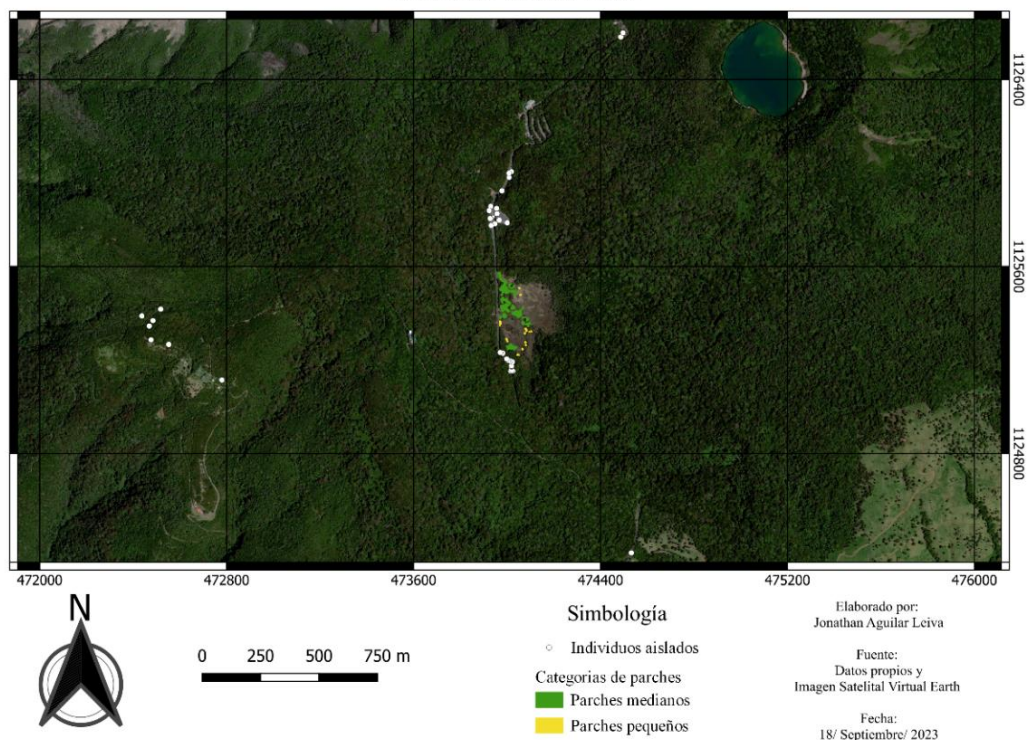 1126400
1125600
1124800
472000 472800 473600 474400 475200 476000
N
0 250 500 750 m
Simbología
Individuos aislados
Categorias de parches
Parches medianos
Parches pequeños
Elaborado por:
Jonathan Aguilar Leiva
Fuente:
Datos propios y
Imagen Satelital Virtual Earth
Fecha:
18/ Septiembre/ 2023